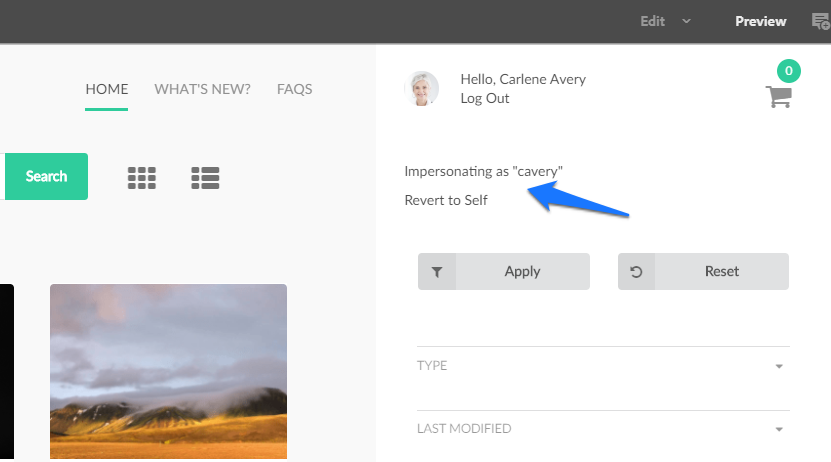 Edit Preview
HOME WHAT'S NEW? FAQS
Hello, Carlene Avery
Log Out
0
Search
Impersonating as "cavery"
Revert to Self
Apply Reset
TYPE
LAST MODIFIED